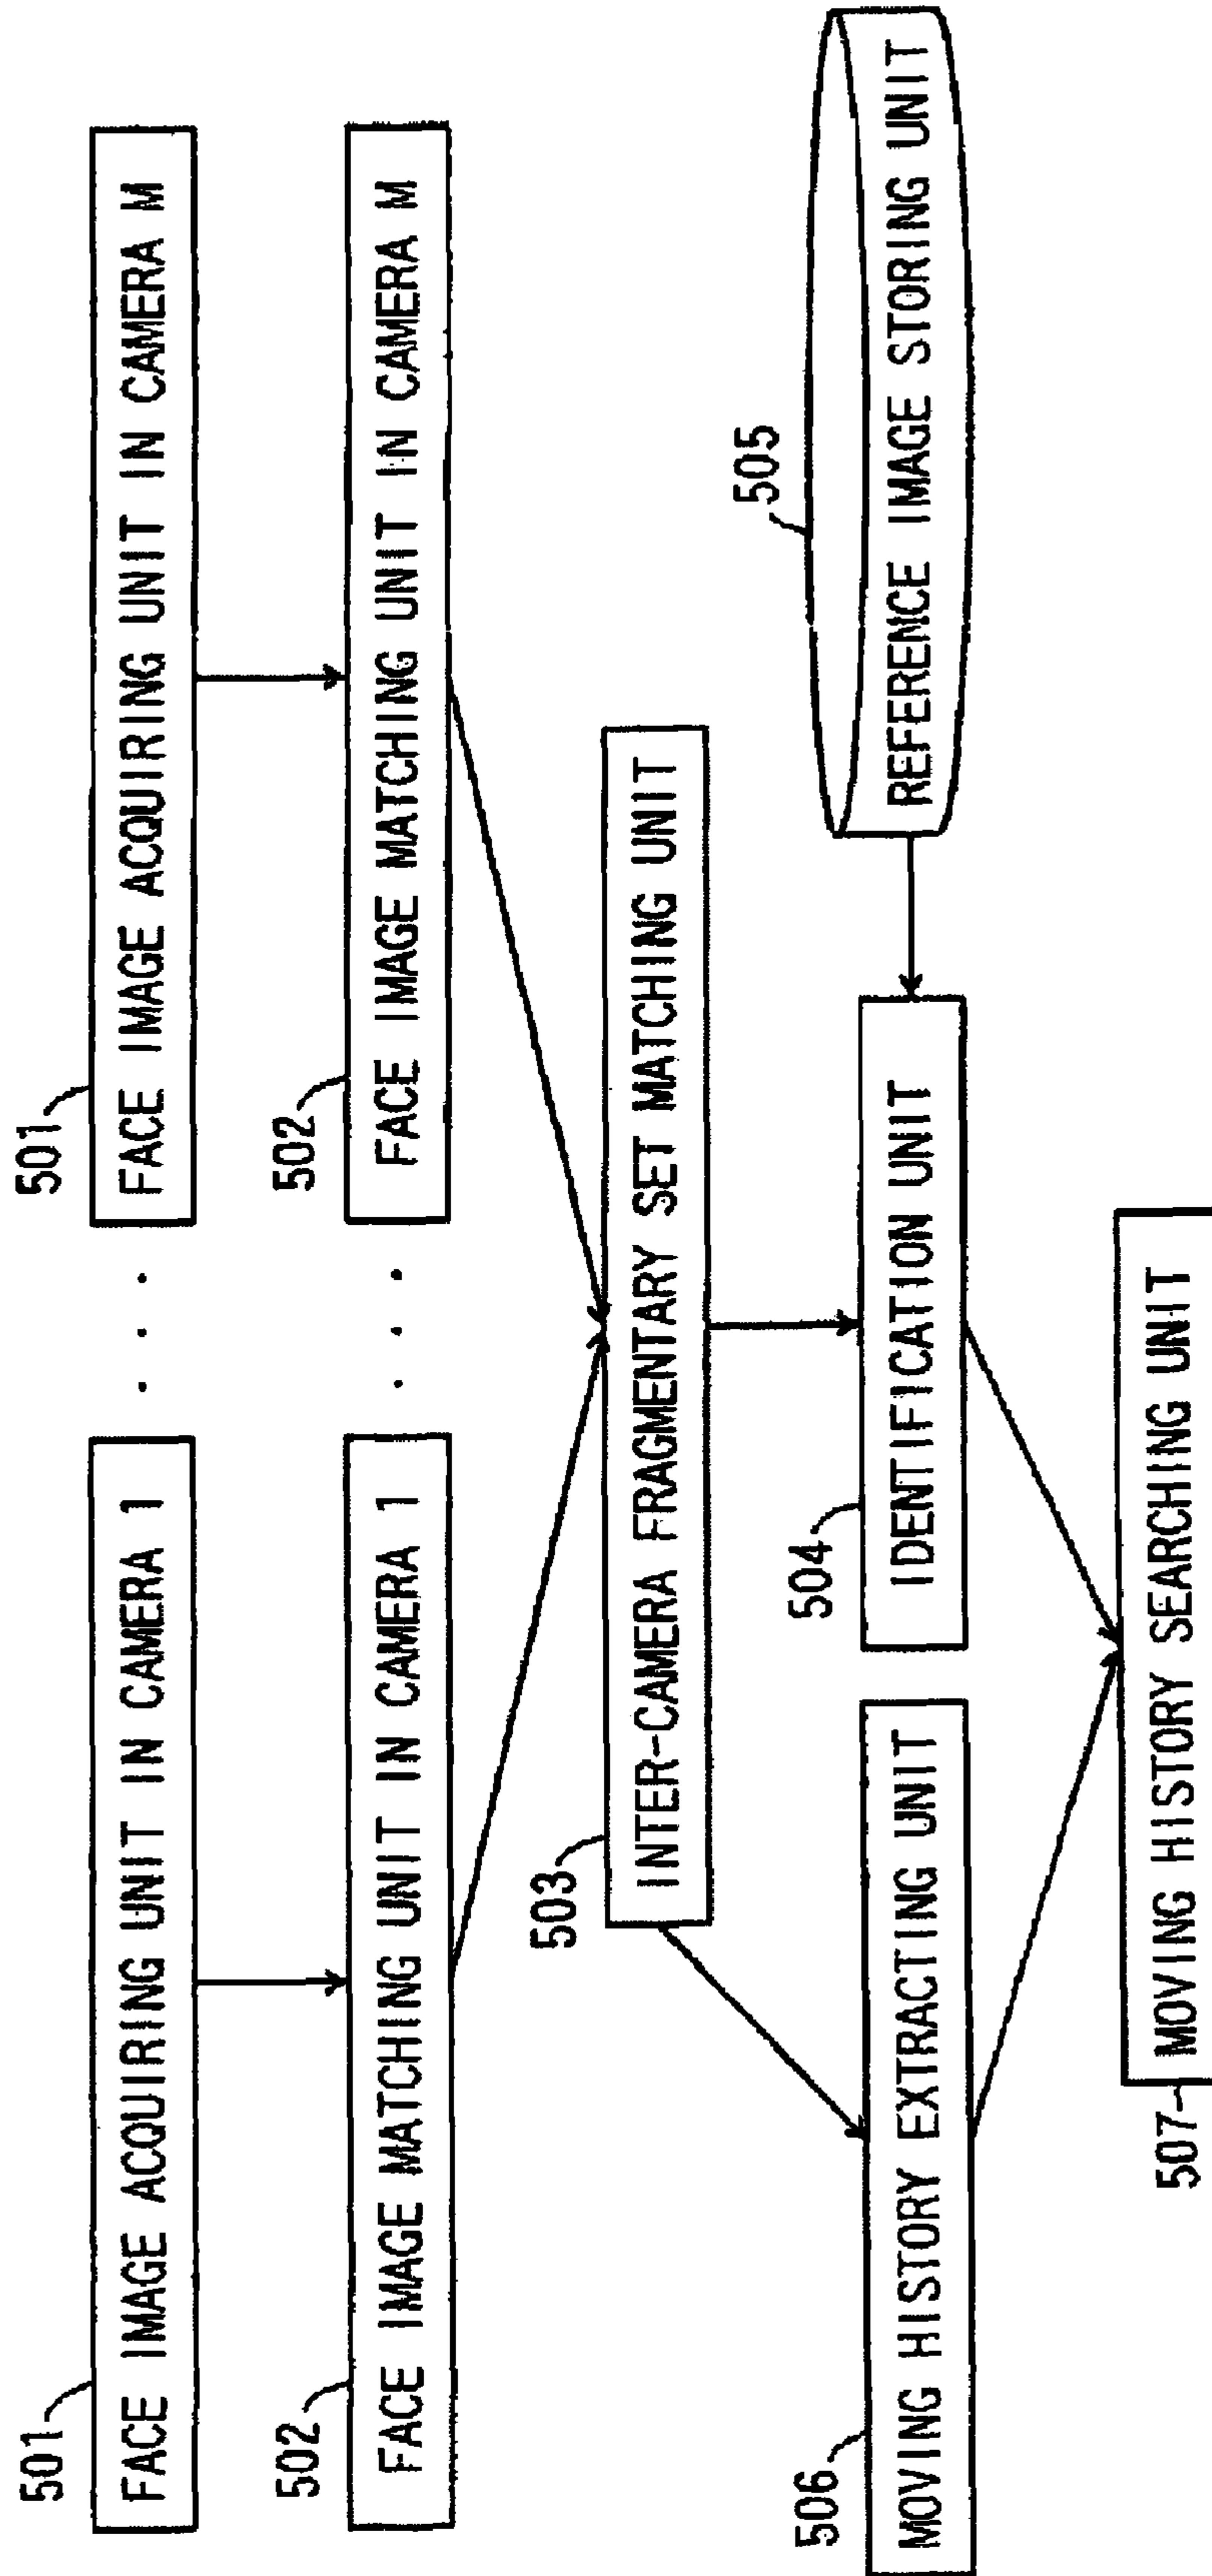 501
FACE IMAGE ACQUIRING UNIT IN CAMERA 1
. . .
501
FACE IMAGE ACQUIRING UNIT IN CAMERA M
502
FACE IMAGE MATCHING UNIT IN CAMERA 1
. . .
502
FACE IMAGE MATCHING UNIT IN CAMERA M
503
INTER-CAMERA FRAGMENTARY SET MATCHING UNIT
506
MOVING HISTORY EXTRACTING UNIT
504
IDENTIFICATION UNIT
505
REFERENCE IMAGE STORING UNIT
507
MOVING HISTORY SEARCHING UNIT